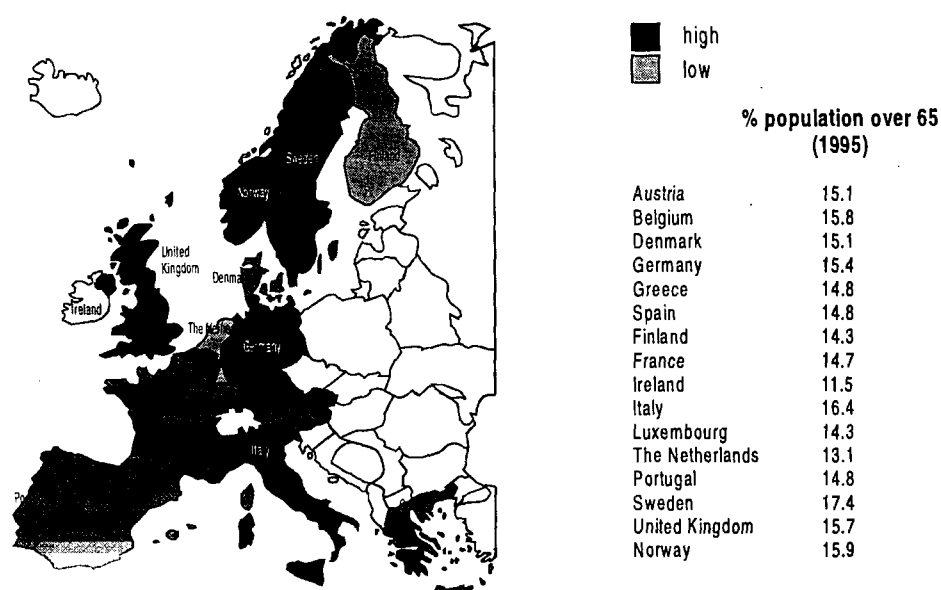 high
low
% population over 65
(1995)
Austria 15.1
Belgium 15.8
Denmark 15.1
Germany 15.4
Greece 14.8
Spain 14.8
Finland 14.3
France 14.7
Ireland 11.5
Italy 16.4
Luxembourg 14.3
The Netherlands 13.1
Portugal 14.8
Sweden 17.4
United Kingdom 15.7
Norway 15.9
Sweden
Norway
United
Kingdom
Denma
Ireland
The
Germany
Italy
Po